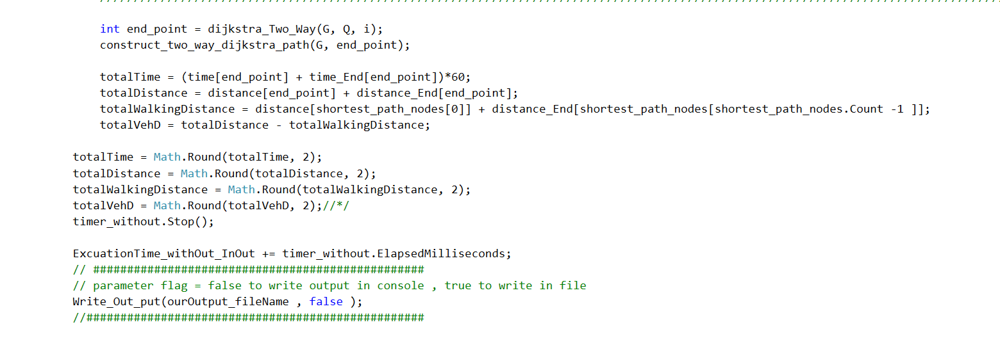 int end_point = dijkstra_Two_Way(G, Q, i);
construct_two_way_dijkstra_path(G, end_point);
totalTime = (time[end_point] + time_End[end_point])*60;
totalDistance = distance[end_point] + distance_End[end_point];
totalWalkingDistance = distance[shortest_path_nodes[0]] + distance_End[shortest_path_nodes[shortest_path_nodes.Count -1 ]];
totalVehD = totalDistance - totalWalkingDistance;
totalTime = Math.Round(totalTime, 2);
totalDistance = Math.Round(totalDistance, 2);
totalWalkingDistance = Math.Round(totalWalkingDistance, 2);
totalVehD = Math.Round(totalVehD, 2);//*/
timer_without.Stop();
ExcuationTime_withOut_InOut += timer_without.ElapsedMilliseconds;
// #################################################
// parameter flag = false to write output in console , true to write in file
Write_Out_put(ourOutput_fileName , false );
//##################################################